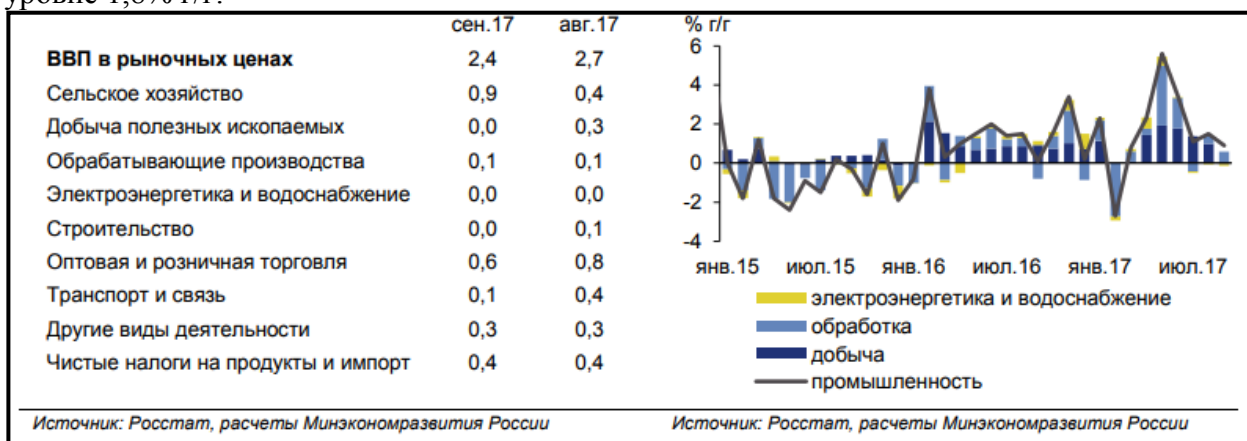 уровне 1,8% г/г.
сен.17 авг.17
ВВП в рыночных ценах 2,4 2,7
Сельское хозяйство 0,9 0,4
Добыча полезных ископаемых 0,0 0,3
Обрабатывающие производства 0,1 0,1
Электроэнергетика и водоснабжение 0,0 0,0
Строительство 0,0 0,1
Оптовая и розничная торговля 0,6 0,8
Транспорт и связь 0,1 0,4
Другие виды деятельности 0,3 0,3
Чистые налоги на продукты и импорт 0,4 0,4
Источник: Росстат, расчеты Минэкономразвития России
% г/г
6
4
2
0
-2
-4
янв.15 июл.15 янв.16 июл.16 янв.17 июл.17
электроэнергетика и водоснабжение
обработка
добыча
промышленность
Источник: Росстат, расчеты Минэкономразвития России